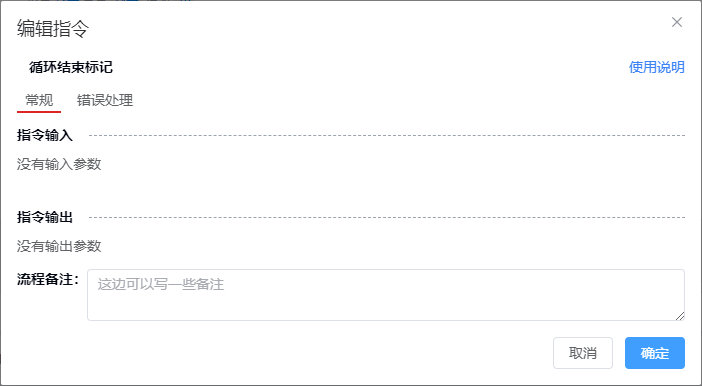 编辑指令
循环结束标记 使用说明
常规 错误处理
指令输入
没有输入参数
指令输出
没有输出参数
流程备注： 这边可以写一些备注
取消 确定